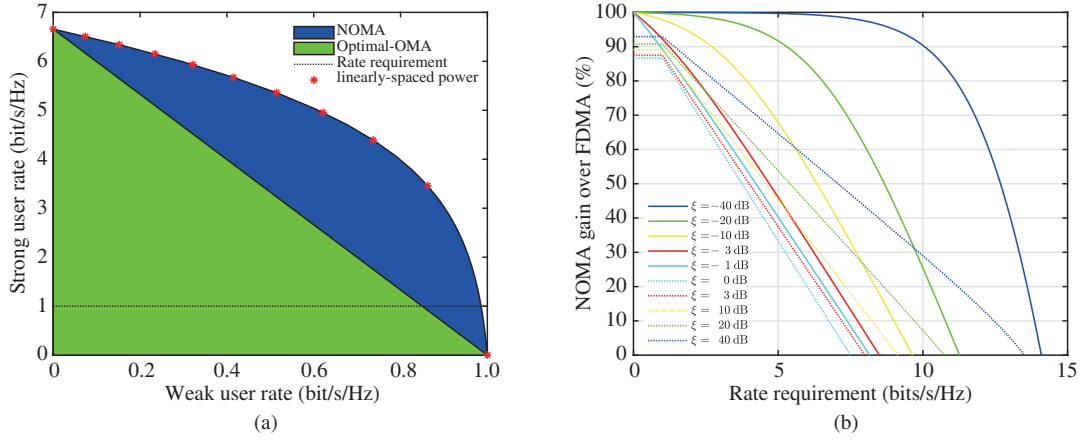 (a)
7
6
5
4
3
2
1
0
Strong user rate (bit/s/Hz)
NOMA
Optimal-OMA
Rate requirement
linearly-spaced power
0 0.2 0.4 0.6 0.8 1.0
Weak user rate (bit/s/Hz)
(a)
(b)
100
90
80
70
60
50
40
30
20
10
0
NOMA gain over FDMA (%)
ξ = −40 dB
ξ = −20 dB
ξ = −10 dB
ξ = − 3 dB
ξ = − 1 dB
ξ = 0 dB
ξ = 3 dB
ξ = 10 dB
ξ = 20 dB
ξ = 40 dB
0 5 10 15
Rate requirement (bits/s/Hz)
(b)